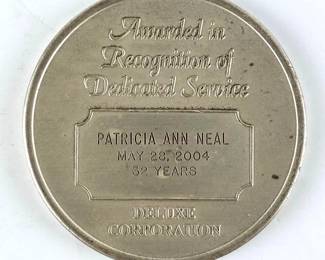 Awarded in
Recognition of
Dedicated Service
PATRICIA ANN NEAL
MAY 28, 2004
32 YEARS
DELUXE
CORPORATION